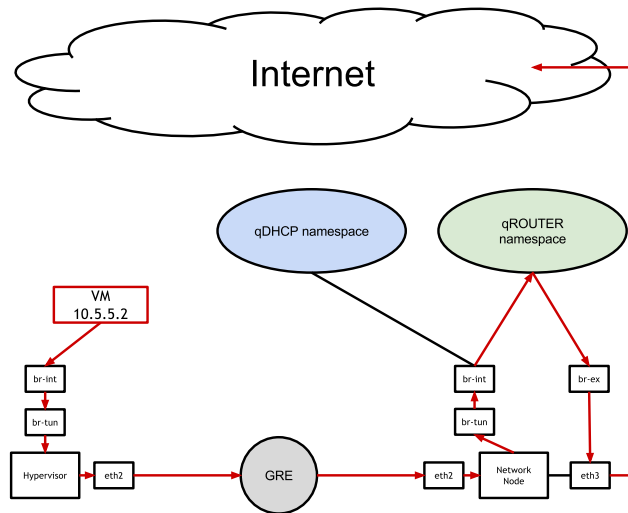 Internet
qDHCP namespace
qROUTER
namespace
VM
10.5.5.2
br-int
br-int
br-ex
br-tun
br-tun
Hypervisor
eth2
GRE
eth2
Network
Node
eth3